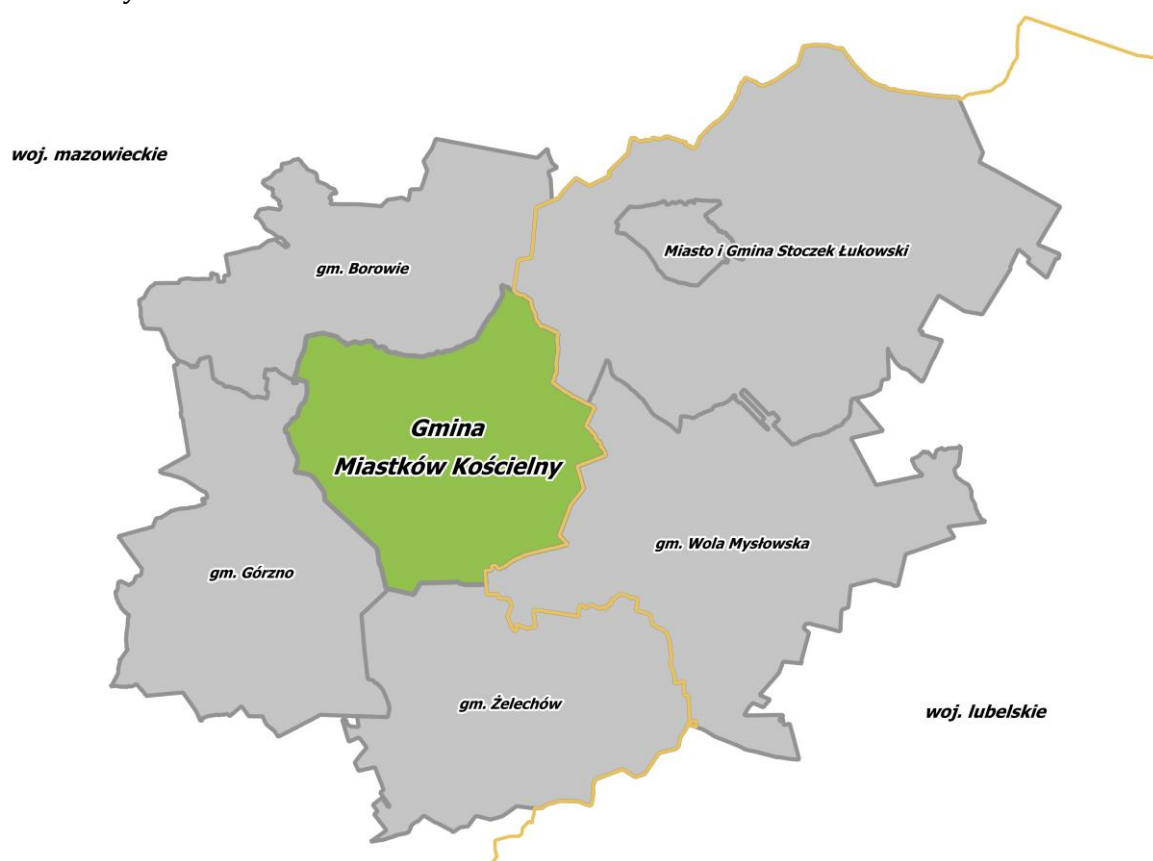 woj. mazowieckie
Miasto i Gmina Stoczek Łukowski
gm. Borowie
Gmina
Miastków Kościelny
gm. Wola Mysłowska
gm. Górzno
gm. Żelechów
woj. lubelskie